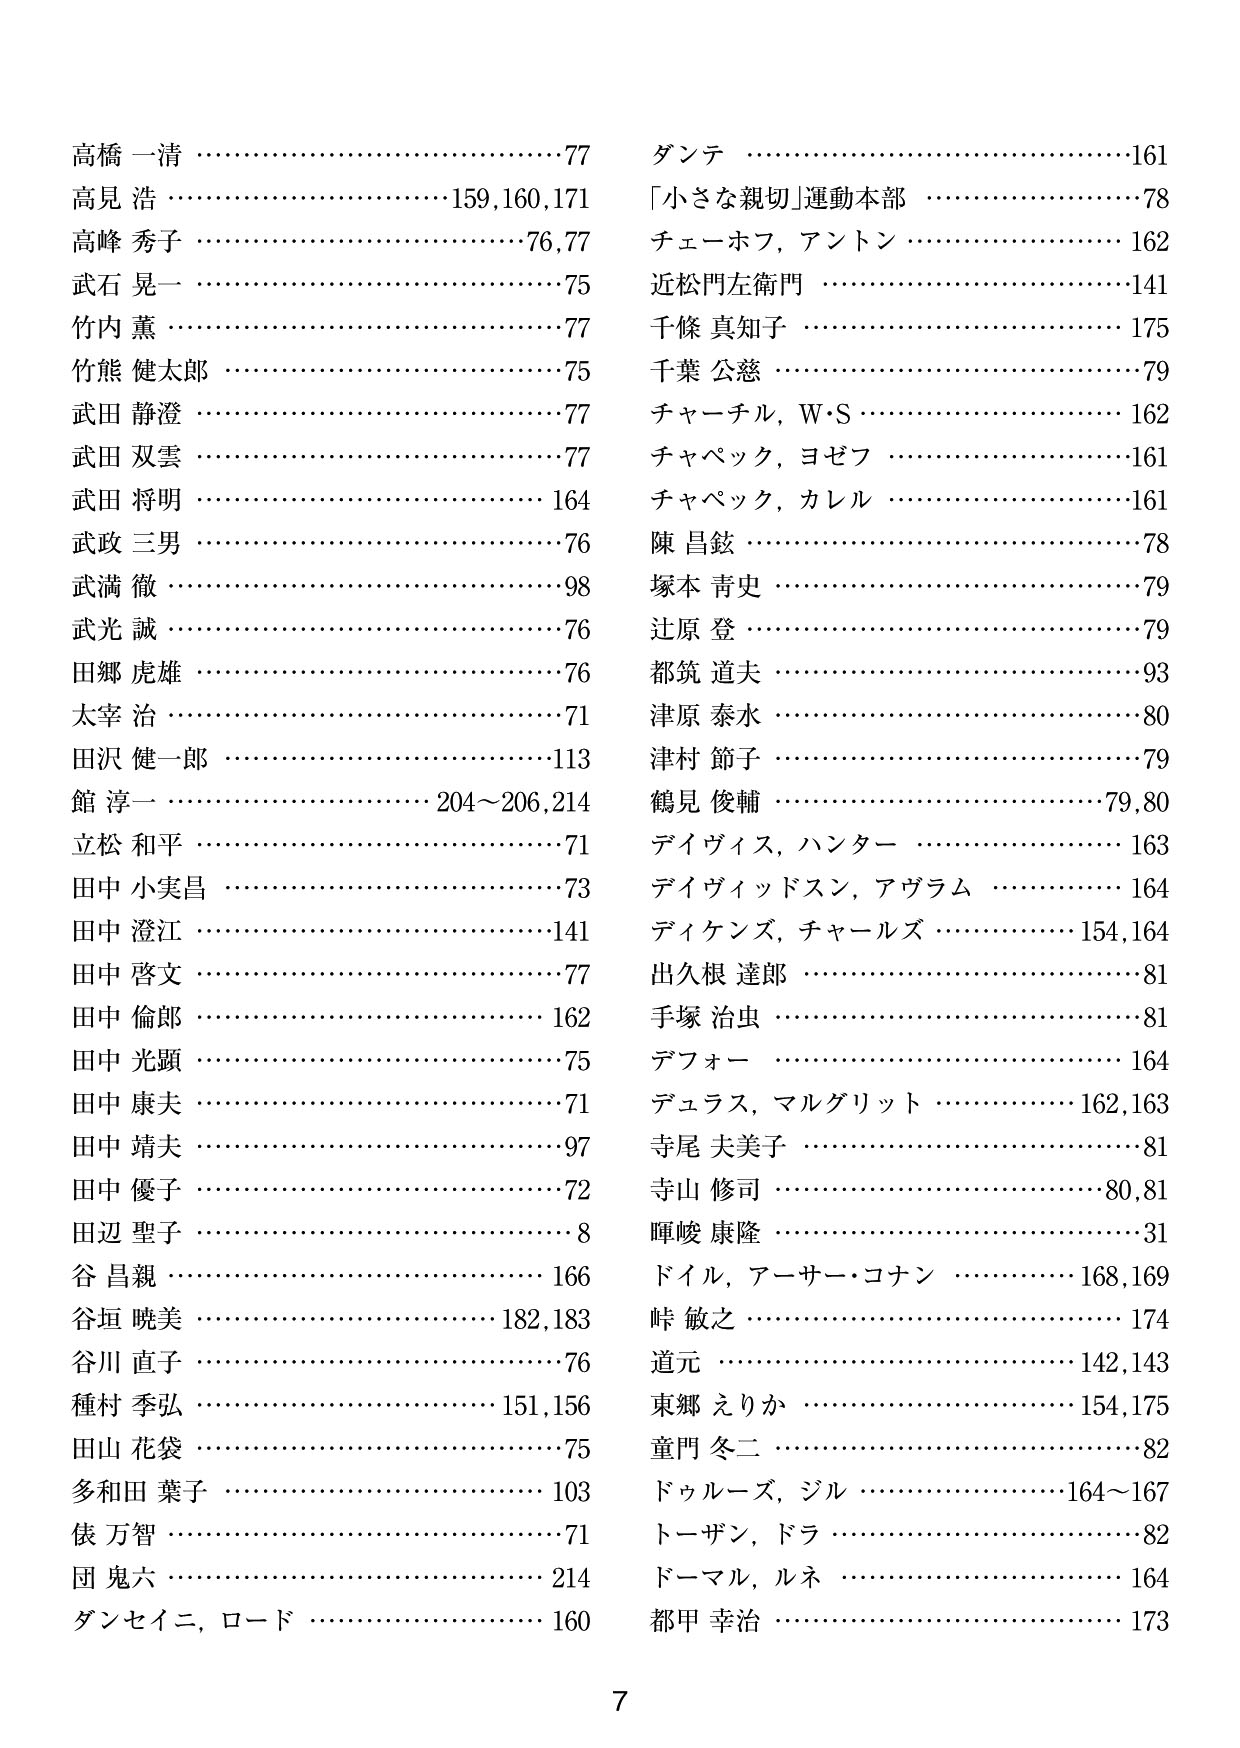 高橋 一清 ……………………………………77
高見 浩 ……………………………159,160,171
高峰 秀子 …………………………………76,77
武石 晃一 ……………………………………75
竹内 薫 ………………………………………77
竹熊 健太郎 …………………………………75
武田 静澄 ……………………………………77
武田 双雲 ……………………………………77
武田 将明 …………………………………… 164
武政 三男 ……………………………………76
武満 徹 ………………………………………98
武光 誠 ………………………………………76
田郷 虎雄 ……………………………………76
太宰 治 ………………………………………71
田沢 健一郎 …………………………………113
館 淳一 ………………………… 204〜206,214
立松 和平 ……………………………………71
田中 小実昌 …………………………………73
田中 澄江 ……………………………………141
田中 啓文 ……………………………………77
田中 倫郎 …………………………………… 162
田中 光顕 ……………………………………75
田中 康夫 ……………………………………71
田中 靖夫 ……………………………………97
田中 優子 ……………………………………72
田辺 聖子 …………………………………… 8
谷 昌親 ……………………………………… 166
谷垣 暁美 ……………………………… 182,183
谷川 直子 ……………………………………76
種村 季弘 ……………………………… 151,156
田山 花袋 ……………………………………75
多和田 葉子 ………………………………… 103
俵 万智 ………………………………………71
団 鬼六 ……………………………………… 214
ダンセイニ, ロード ……………………… 160
ダンテ ………………………………………161
「小さな親切」運動本部 ……………………78
チェーホフ, アントン …………………… 162
近松門左衛門 ………………………………141
千條 真知子 ………………………………… 175
千葉 公慈 ……………………………………79
チャーチル, W・S ………………………… 162
チャペック, ヨゼフ ………………………161
チャペック, カレル ………………………161
陳 昌鉉 ………………………………………78
塚本 靑史 ……………………………………79
辻原 登 ………………………………………79
都筑 道夫 ……………………………………93
津原 泰水 ……………………………………80
津村 節子 ……………………………………79
鶴見 俊輔 …………………………………79,80
デイヴィス, ハンター …………………… 163
デイヴィッドスン, アヴラム …………… 164
ディケンズ, チャールズ …………… 154,164
出久根 達郎 …………………………………81
手塚 治虫 ……………………………………81
デフォー …………………………………… 164
デュラス, マルグリット …………… 162,163
寺尾 夫美子 …………………………………81
寺山 修司 …………………………………80,81
暉峻 康隆 ……………………………………31
ドイル, アーサー・コナン …………… 168,169
峠 敏之 ……………………………………… 174
道元 …………………………………… 142,143
東郷 えりか …………………………… 154,175
童門 冬二 ……………………………………82
ドゥルーズ, ジル ……………………164〜167
トーザン, ドラ ………………………………82
ドーマル, ルネ …………………………… 164
都甲 幸治 …………………………………… 173
7